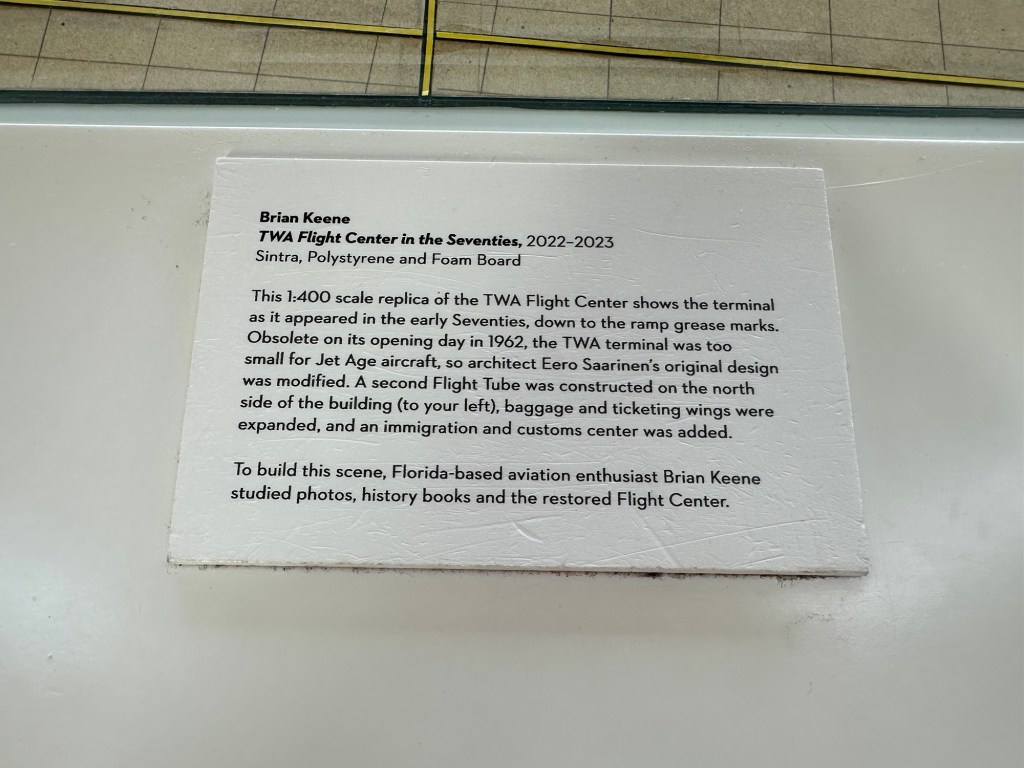 Brian Keene
TWA Flight Center in the Seventies, 2022–2023
Sintra, Polystyrene and Foam Board
This 1:400 scale replica of the TWA Flight Center shows the terminal
as it appeared in the early Seventies, down to the ramp grease marks.
Obsolete on its opening day in 1962, the TWA terminal was too
small for Jet Age aircraft, so architect Eero Saarinen's original design
was modified. A second Flight Tube was constructed on the north
side of the building (to your left), baggage and ticketing wings were
expanded, and an immigration and customs center was added.
To build this scene, Florida-based aviation enthusiast Brian Keene
studied photos, history books and the restored Flight Center.